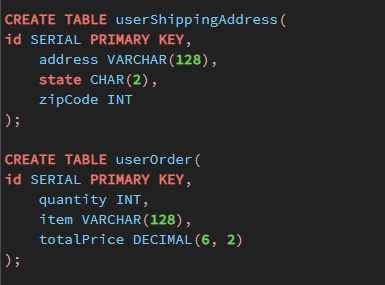 CREATE TABLE userShippingAddress(
id SERIAL PRIMARY KEY,
    address VARCHAR(128),
    state CHAR(2),
    zipCode INT
);

CREATE TABLE userOrder(
id SERIAL PRIMARY KEY,
    quantity INT,
    item VARCHAR(128),
    totalPrice DECIMAL(6, 2)
);